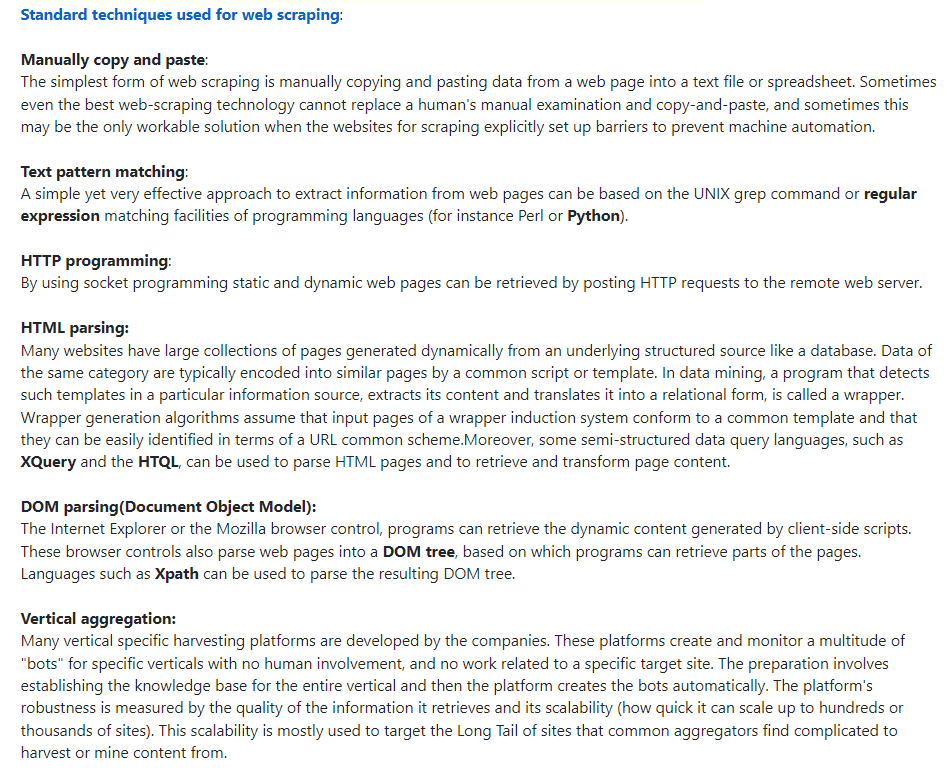 Standard techniques used for web scraping:
Manually copy and paste:
The simplest form of web scraping is manually copying and pasting data from a web page into a text file or spreadsheet. Sometimes
even the best web-scraping technology cannot replace a human's manual examination and copy-and-paste, and sometimes this
may be the only workable solution when the websites for scraping explicitly set up barriers to prevent machine automation.
Text pattern matching:
A simple yet very effective approach to extract information from web pages can be based on the UNIX grep command or regular
expression matching facilities of programming languages (for instance Perl or Python).
HTTP programming:
By using socket programming static and dynamic web pages can be retrieved by posting HTTP requests to the remote web server.
HTML parsing:
Many websites have large collections of pages generated dynamically from an underlying structured source like a database. Data of
the same category are typically encoded into similar pages by a common script or template. In data mining, a program that detects
such templates in a particular information source, extracts its content and translates it into a relational form, is called a wrapper.
Wrapper generation algorithms assume that input pages of a wrapper induction system conform to a common template and that
they can be easily identified in terms of a URL common scheme.Moreover, some semi-structured data query languages, such as
XQuery and the HTQL, can be used to parse HTML pages and to retrieve and transform page content.
DOM parsing(Document Object Model):
The Internet Explorer or the Mozilla browser control, programs can retrieve the dynamic content generated by client-side scripts.
These browser controls also parse web pages into a DOM tree, based on which programs can retrieve parts of the pages.
Languages such as Xpath can be used to parse the resulting DOM tree.
Vertical aggregation:
Many vertical specific harvesting platforms are developed by the companies. These platforms create and monitor a multitude of
"bots" for specific verticals with no human involvement, and no work related to a specific target site. The preparation involves
establishing the knowledge base for the entire vertical and then the platform creates the bots automatically. The platform's
robustness is measured by the quality of the information it retrieves and its scalability (how quick it can scale up to hundreds or
thousands of sites). This scalability is mostly used to target the Long Tail of sites that common aggregators find complicated to
harvest or mine content from.